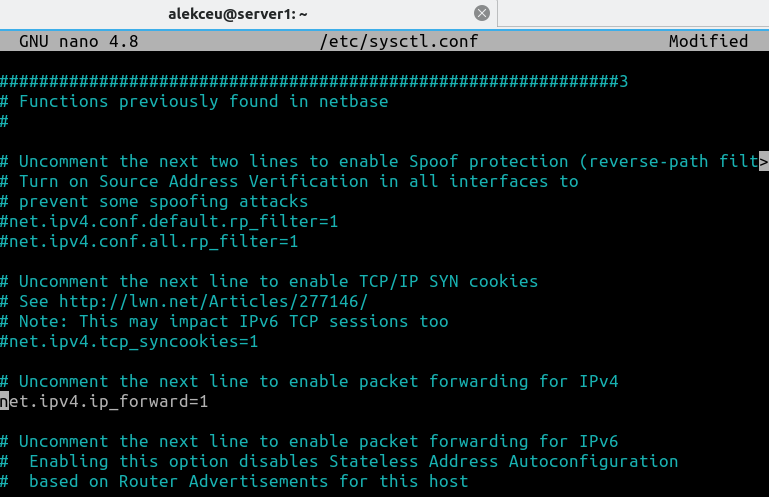 alekceu@server1: ~
GNU nano 4.8 /etc/sysctl.conf Modified
##############################################################3
# Functions previously found in netbase
#
# Uncomment the next two lines to enable Spoof protection (reverse-path filt>
# Turn on Source Address Verification in all interfaces to
# prevent some spoofing attacks
#net.ipv4.conf.default.rp_filter=1
#net.ipv4.conf.all.rp_filter=1
# Uncomment the next line to enable TCP/IP SYN cookies
# See http://lwn.net/Articles/277146/
# Note: This may impact IPv6 TCP sessions too
#net.ipv4.tcp_syncookies=1
# Uncomment the next line to enable packet forwarding for IPv4
net.ipv4.ip_forward=1
# Uncomment the next line to enable packet forwarding for IPv6
#  Enabling this option disables Stateless Address Autoconfiguration
#  based on Router Advertisements for this host